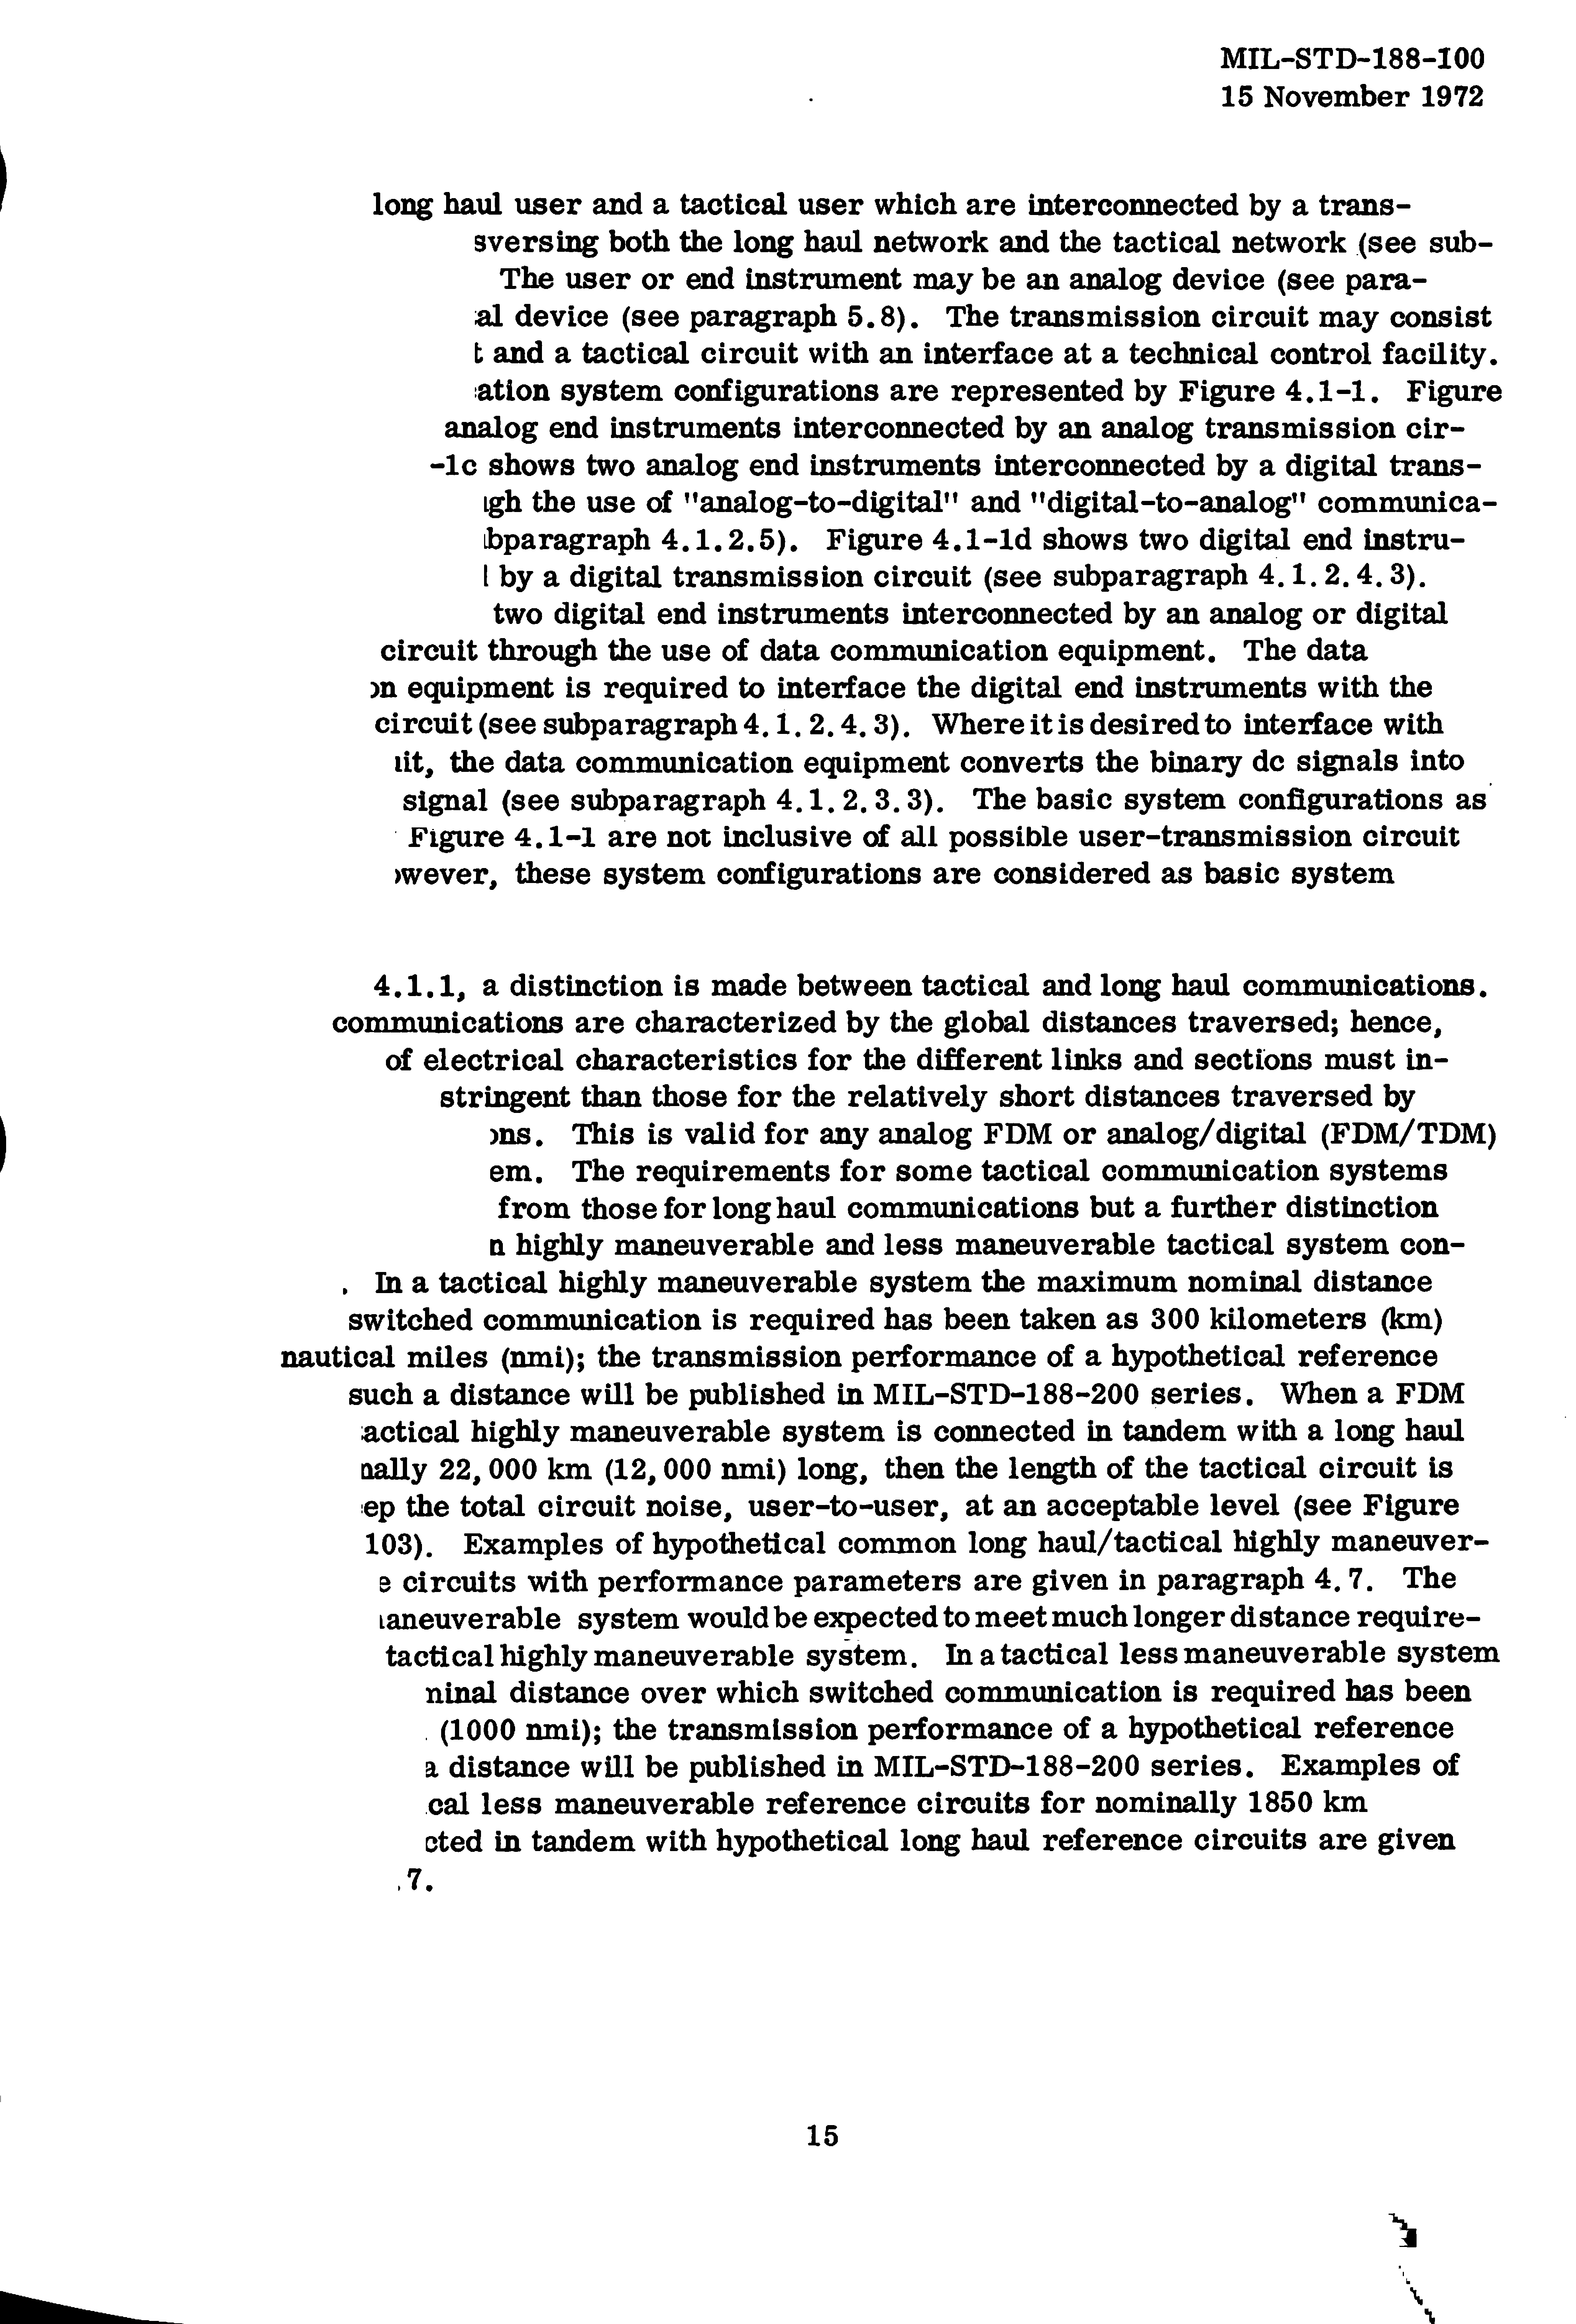 MIL-STD-188-100
15 November 1972
long haul user and a tactical user which are interconnected by a trans-
sversing both the long haul network and the tactical network (see sub-
The user or end instrument may be an analog device (see para-
al device (see paragraph 5.8). The transmission circuit may consist
t and a tactical circuit with an interface at a technical control facility.
ation system configurations are represented by Figure 4.1-1. Figure
analog end instruments interconnected by an analog transmission cir-
-1c shows two analog end instruments interconnected by a digital trans-
gh the use of "analog-to-digital" and "digital-to-analog" communica-
bparagraph 4.1.2.5). Figure 4.1-1d shows two digital end instru-
by a digital transmission circuit (see subparagraph 4.1.2.4.3).
two digital end instruments interconnected by an analog or digital
circuit through the use of data communication equipment. The data
on equipment is required to interface the digital end instruments with the
circuit (see subparagraph 4.1.2.4.3). Where it is desired to interface with
uit, the data communication equipment converts the binary dc signals into
signal (see subparagraph 4.1.2.3.3). The basic system configurations as
Figure 4.1-1 are not inclusive of all possible user-transmission circuit
owever, these system configurations are considered as basic system
4.1.1, a distinction is made between tactical and long haul communications.
communications are characterized by the global distances traversed; hence,
of electrical characteristics for the different links and sections must in-
stringent than those for the relatively short distances traversed by
ons. This is valid for any analog FDM or analog/digital (FDM/TDM)
em. The requirements for some tactical communication systems
from those for long haul communications but a further distinction
n highly maneuverable and less maneuverable tactical system con-
. In a tactical highly maneuverable system the maximum nominal distance
switched communication is required has been taken as 300 kilometers (km)
nautical miles (nmi); the transmission performance of a hypothetical reference
such a distance will be published in MIL-STD-188-200 series. When a FDM
actical highly maneuverable system is connected in tandem with a long haul
nally 22,000 km (12,000 nmi) long, then the length of the tactical circuit is
ep the total circuit noise, user-to-user, at an acceptable level (see Figure
103). Examples of hypothetical common long haul/tactical highly maneuver-
e circuits with performance parameters are given in paragraph 4.7. The
aneuverable system would be expected to meet much longer distance require-
tactical highly maneuverable system. In a tactical less maneuverable system
minal distance over which switched communication is required has been
(1000 nmi); the transmission performance of a hypothetical reference
a distance will be published in MIL-STD-188-200 series. Examples of
cal less maneuverable reference circuits for nominally 1850 km
cted in tandem with hypothetical long haul reference circuits are given
.7.
15